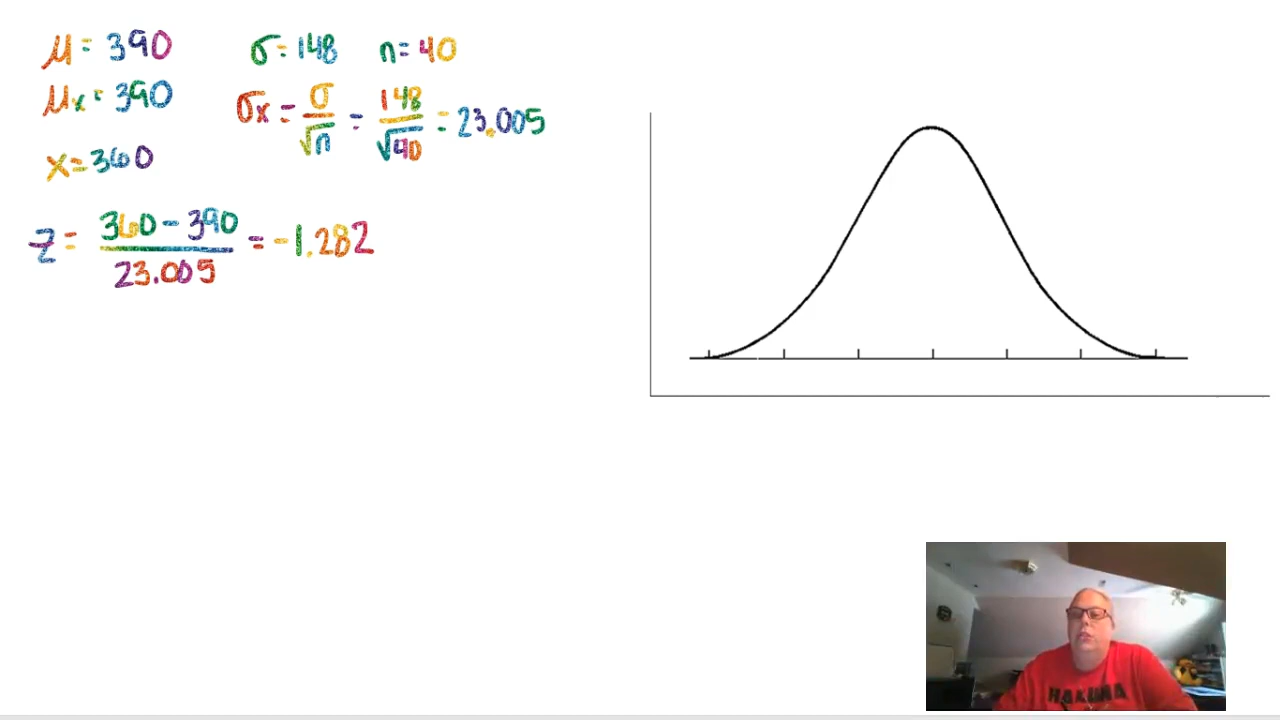 μ = 390 σ = 148 n = 40
μx = 390 σx = σ/√n = 148/√40 = 23.005
x = 360
z = 360 - 390 / 23.005 = -1.282
HAKUNA